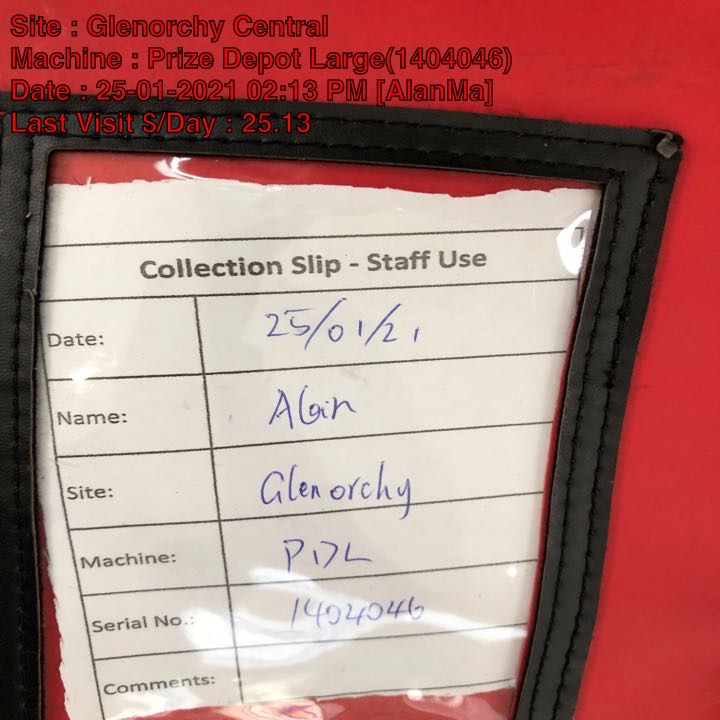 Site : Glenorchy Central
Machine : Prize Depot Large(1404046)
Date : 25-01-2021 02:13 PM [AlanMa]
Last Visit $/Day : 25.13
Collection Slip - Staff Use
Date: 25/01/21
Name: Alan
Site: Glenorchy
Machine: PDL
Serial No.: 1404046
Comments: